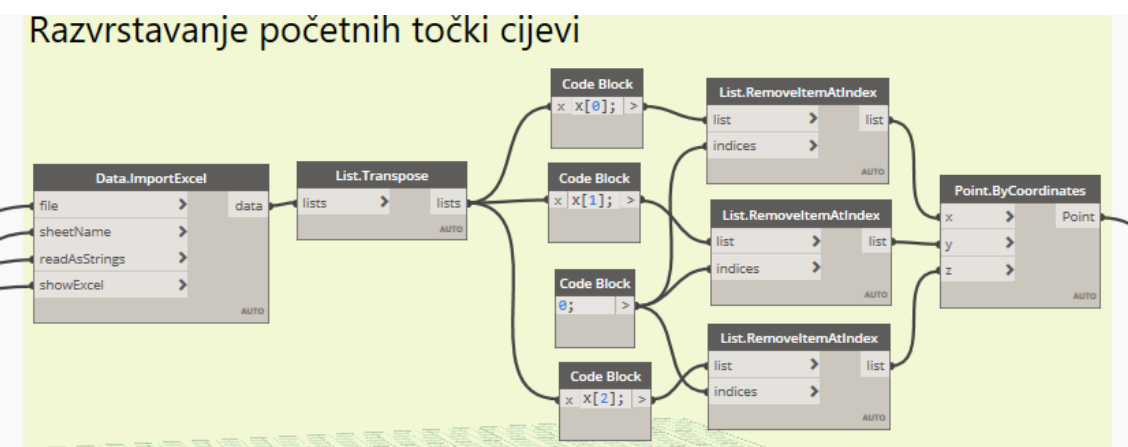 Razvrstavanje početnih točki cijevi
Data.ImportExcel
file > data
sheetName >
readAsStrings >
showExcel >
AUTO
List.Transpose
lists > lists
AUTO
Code Block
x x[0]; >
Code Block
x x[1]; >
Code Block
0; >
Code Block
x x[2]; >
List.RemoveItemAtIndex
list > list
indices >
AUTO
List.RemoveItemAtIndex
list > list
indices >
AUTO
List.RemoveItemAtIndex
list > list
indices >
AUTO
Point.ByCoordinates
x > Point
y >
z >
AUTO